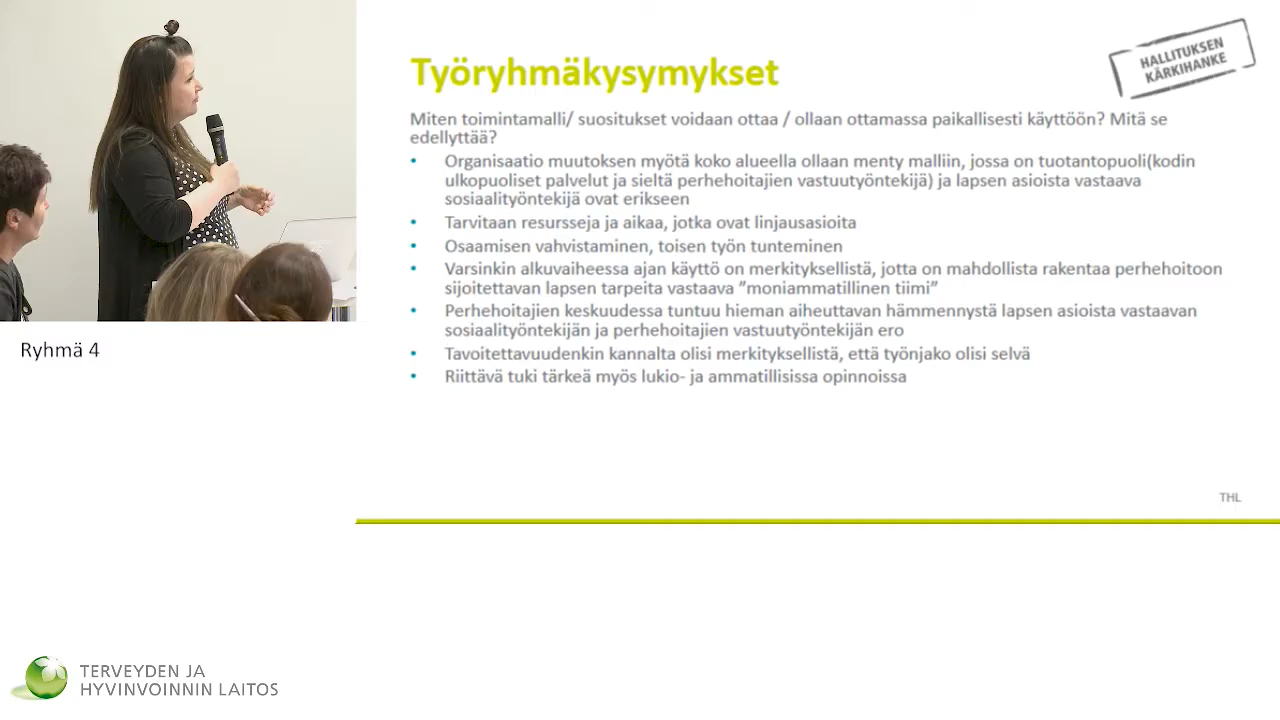 Työryhmäkysymykset
HALLITUKSEN
KÄRKIHANKE
Miten toimintamalli/ suositukset voidaan ottaa / ollaan ottamassa paikallisesti käyttöön? Mitä se
edellyttää?
• Organisaatio muutoksen myötä koko alueella ollaan menty malliin, jossa on tuotantopuoli(kodin
ulkopuoliset palvelut ja sieltä perhehoitajien vastuutyöntekijä) ja lapsen asioista vastaava
sosiaalityöntekijä ovat erikseen
• Tarvitaan resursseja ja aikaa, jotka ovat linjausasioita
• Osaamisen vahvistaminen, toisen työn tunteminen
• Varsinkin alkuvaiheessa ajan käyttö on merkityksellistä, jotta on mahdollista rakentaa perhehoitoon
sijoitettavan lapsen tarpeita vastaava ”moniammatillinen tiimi”
• Perhehoitajien keskuudessa tuntuu hieman aiheuttavan hämmennystä lapsen asioista vastaavan
sosiaalityöntekijän ja perhehoitajien vastuutyöntekijän ero
• Tavoitettavuudenkin kannalta olisi merkityksellistä, että työnjako olisi selvä
• Riittävä tuki tärkeä myös lukio- ja ammatillisissa opinnoissa
THL
Ryhmä 4
TERVEYDEN JA
HYVINVOINNIN LAITOS